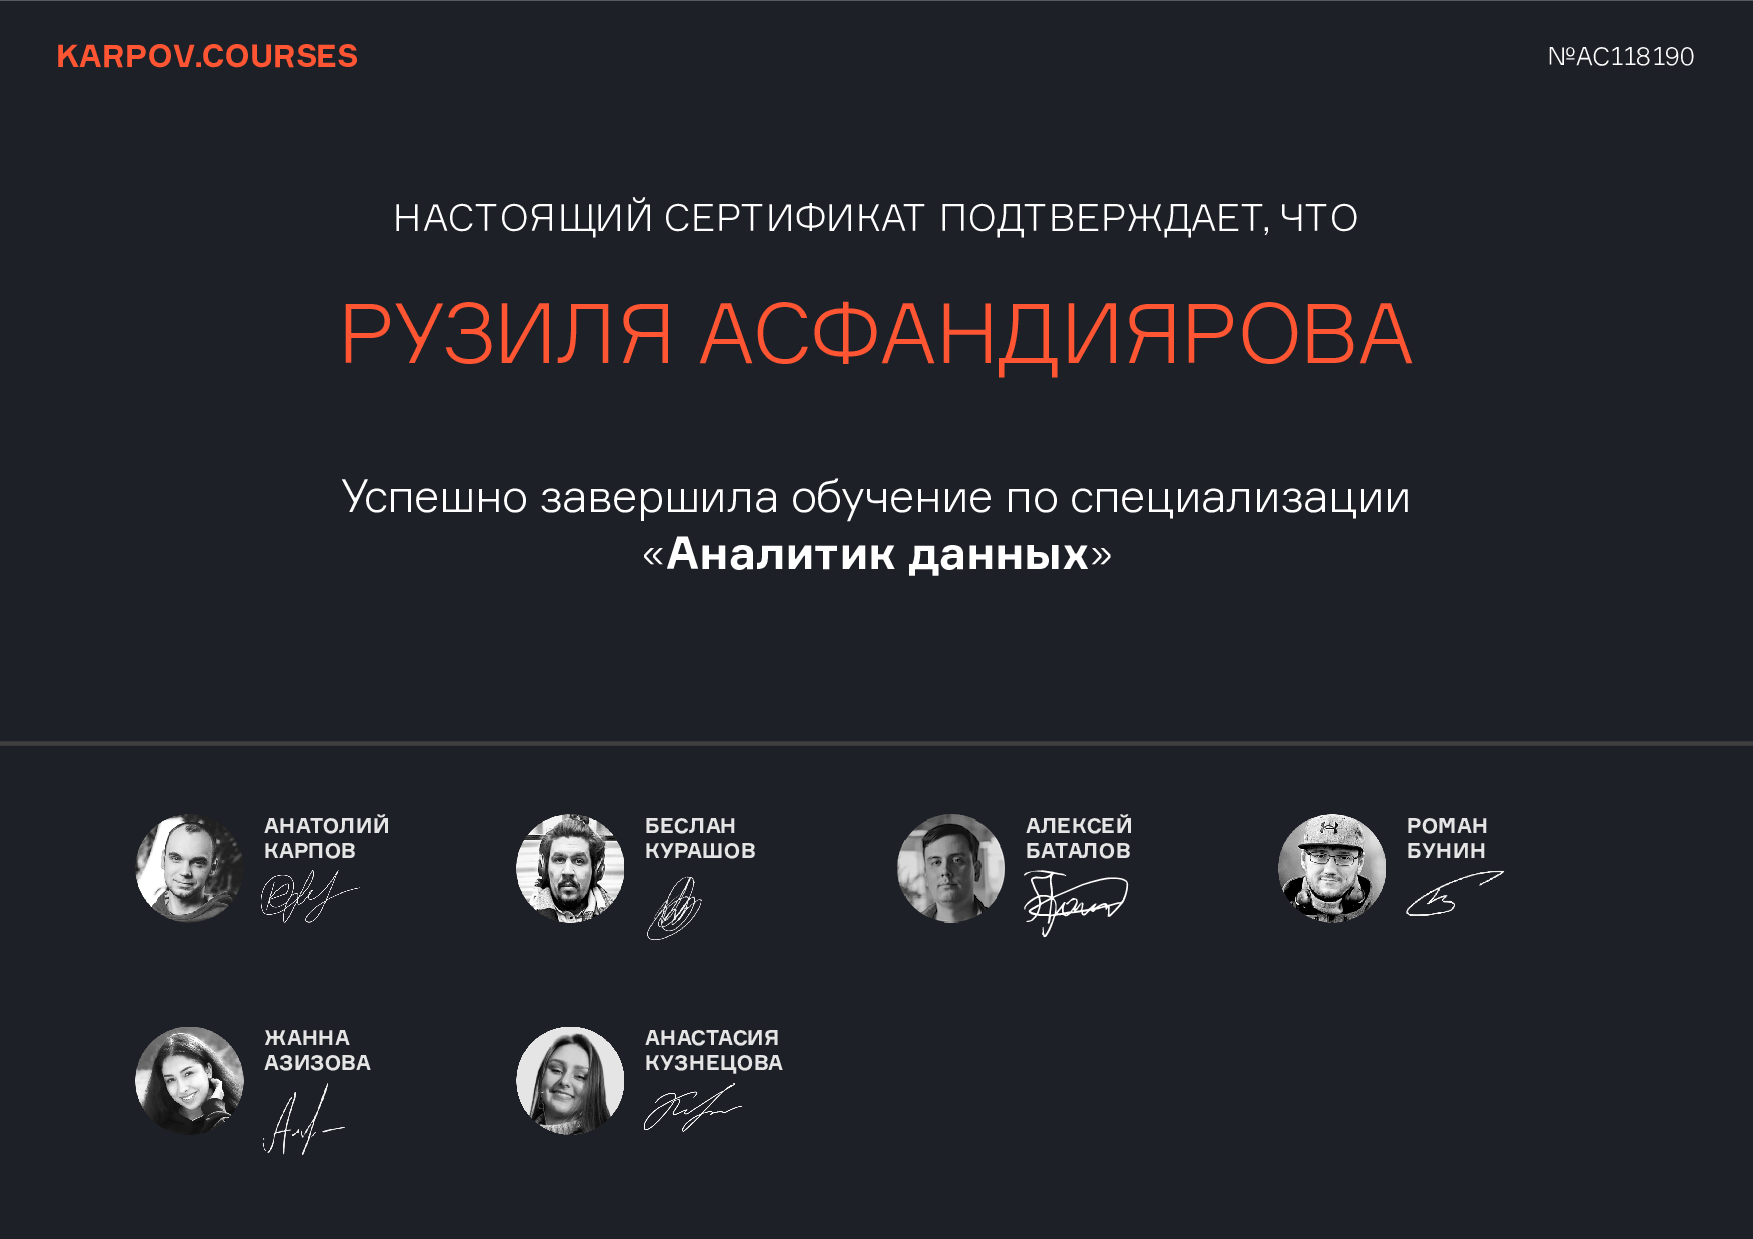 KARPOV.COURSES
№АС118190
НАСТОЯЩИЙ СЕРТИФИКАТ ПОДТВЕРЖДАЕТ, ЧТО
РУЗИЛЯ АСФАНДИЯРОВА
Успешно завершила обучение по специализации
«Аналитик данных»
АНАТОЛИЙ
КАРПОВ
БЕСЛАН
КУРАШОВ
АЛЕКСЕЙ
БАТАЛОВ
РОМАН
БУНИН
ЖАННА
АЗИЗОВА
АНАСТАСИЯ
КУЗНЕЦОВА